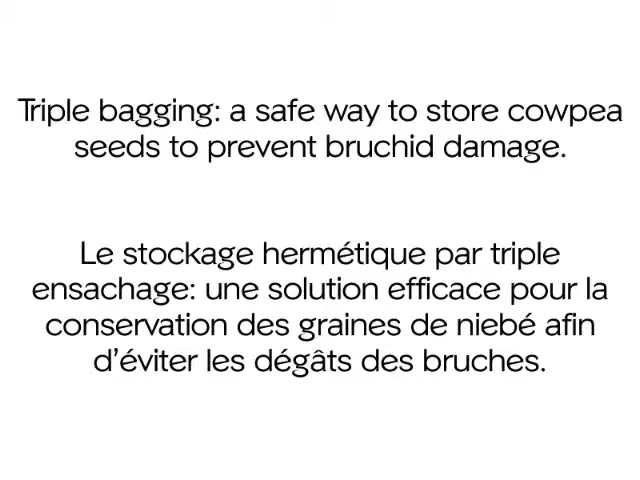 Triple bagging: a safe way to store cowpea
seeds to prevent bruchid damage.
Le stockage hermétique par triple
ensachage: une solution efficace pour la
conservation des graines de niebé afin
d’éviter les dégâts des bruches.